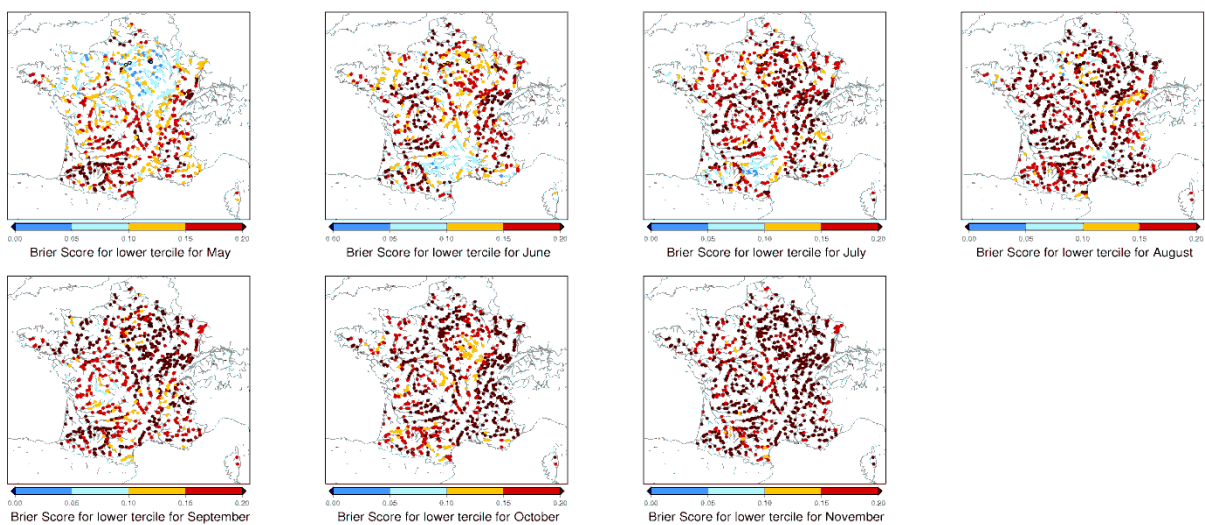 0.00 0.05 0.10 0.15 0.20
Brier Score for lower tercile for May
0.00 0.05 0.10 0.15 0.20
Brier Score for lower tercile for June
0.00 0.05 0.10 0.15 0.20
Brier Score for lower tercile for July
0.00 0.05 0.10 0.15 0.20
Brier Score for lower tercile for August
0.00 0.05 0.10 0.15 0.20
Brier Score for lower tercile for September
0.00 0.05 0.10 0.15 0.20
Brier Score for lower tercile for October
0.00 0.05 0.10 0.15 0.20
Brier Score for lower tercile for November